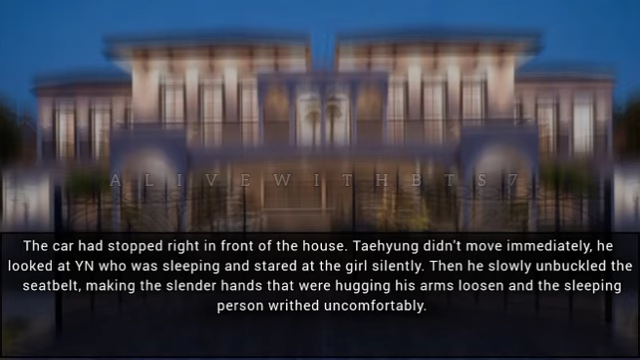 A L I V E W I T H B T S 7
The car had stopped right in front of the house. Taehyung didn't move immediately, he
looked at YN who was sleeping and stared at the girl silently. Then he slowly unbuckled the
seatbelt, making the slender hands that were hugging his arms loosen and the sleeping
person writhed uncomfortably.